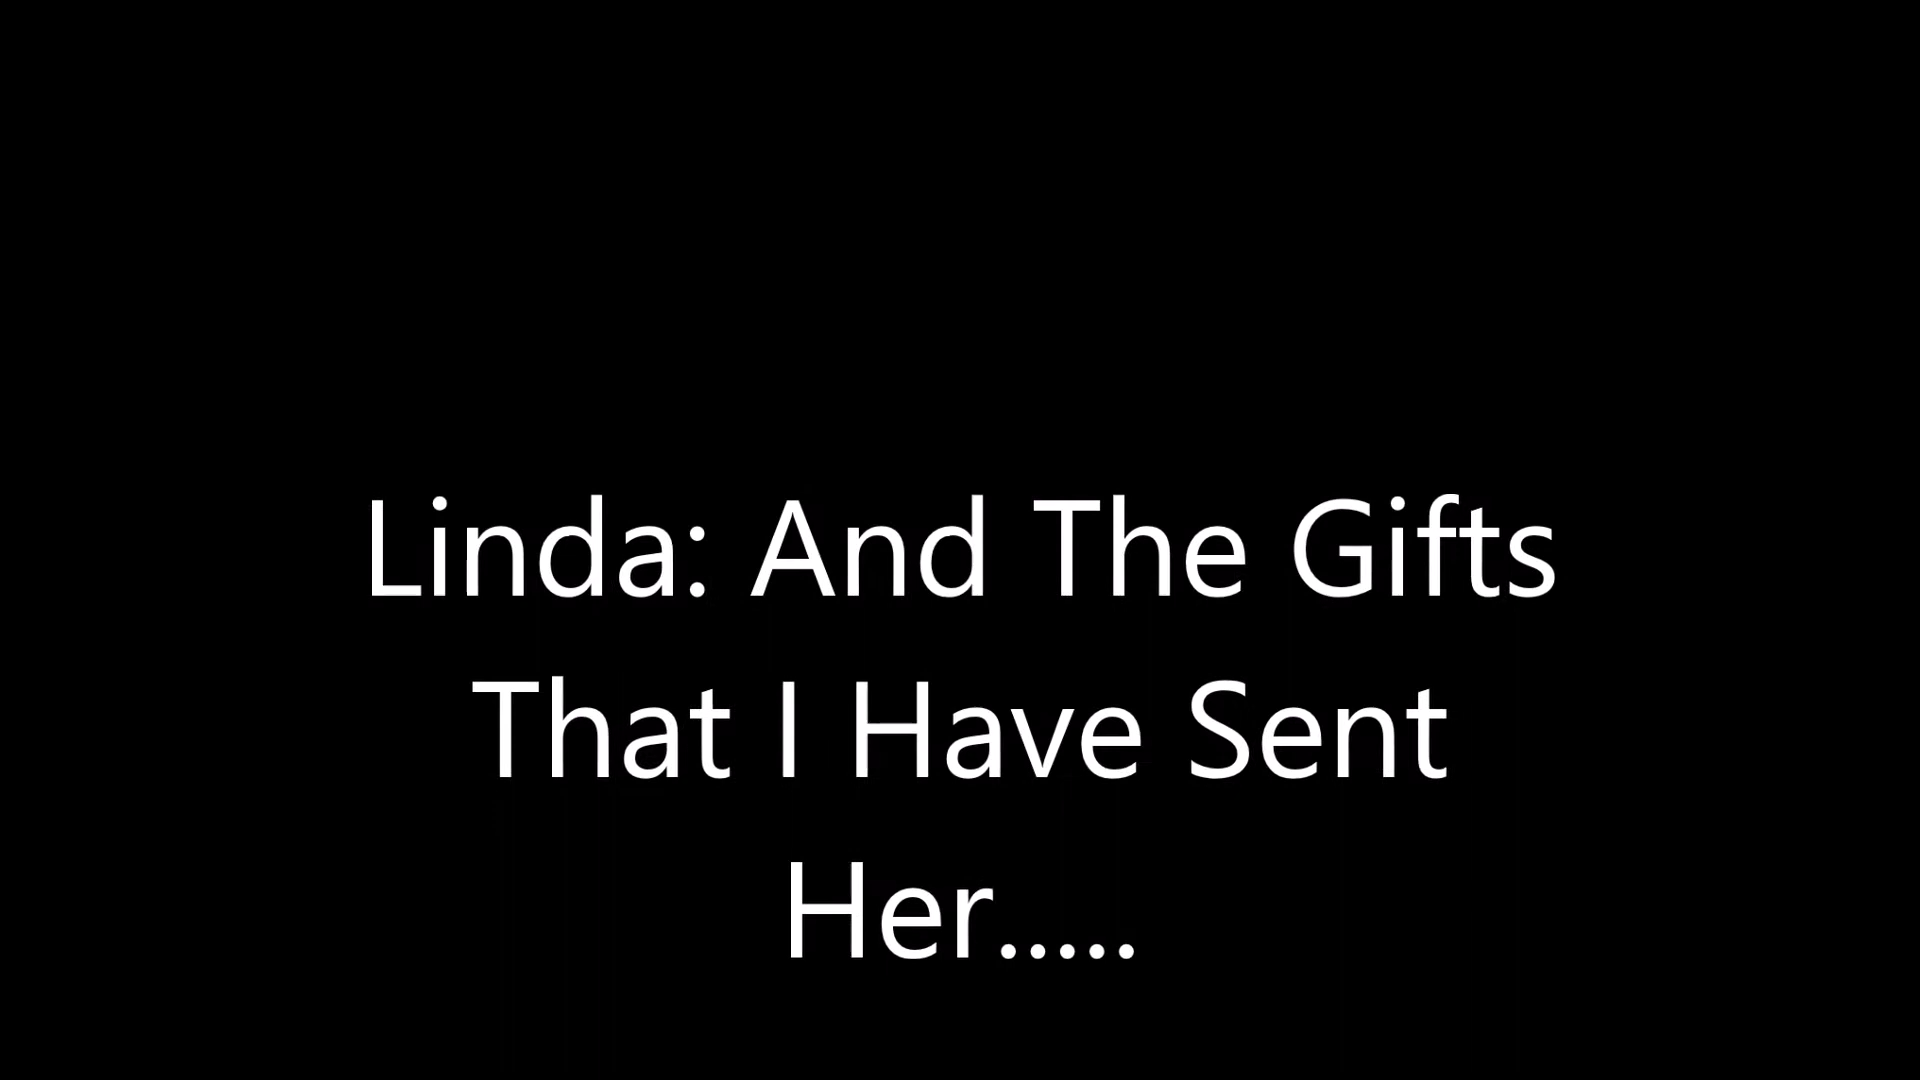 Linda: And The Gifts
That I Have Sent
Her.....